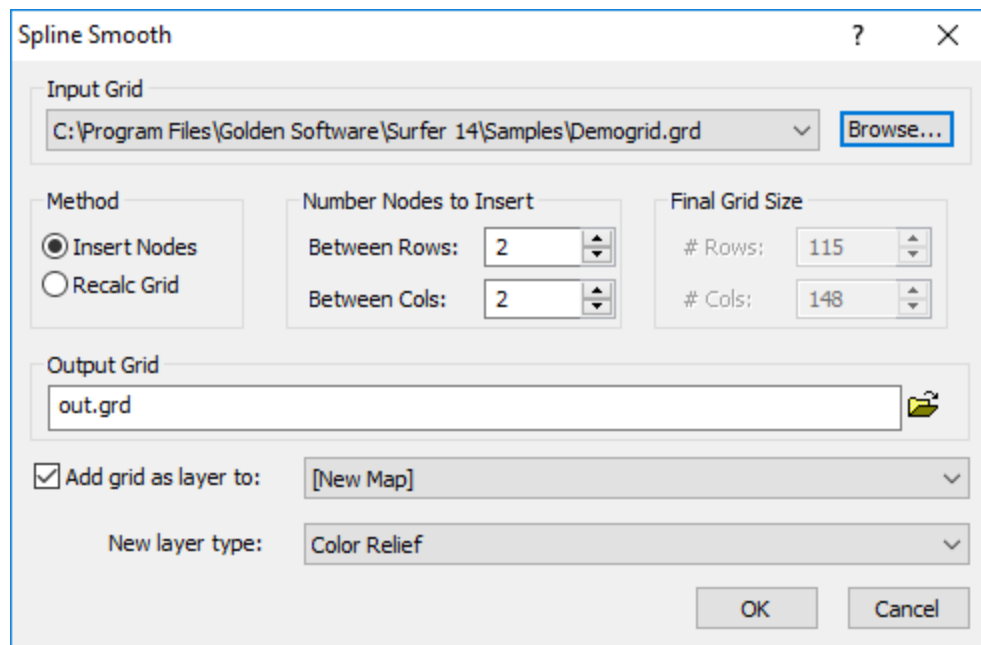 Spline Smooth ?
Input Grid
C:\Program Files\Golden Software\Surfer 14\Samples\Demogrid.grd Browse...
Method Number Nodes to Insert Final Grid Size
Insert Nodes Between Rows: 2 # Rows: 115
Recalc Grid Between Cols: 2 # Cols: 148
Output Grid
out.grd
Add grid as layer to: [New Map]
New layer type: Color Relief
OK Cancel